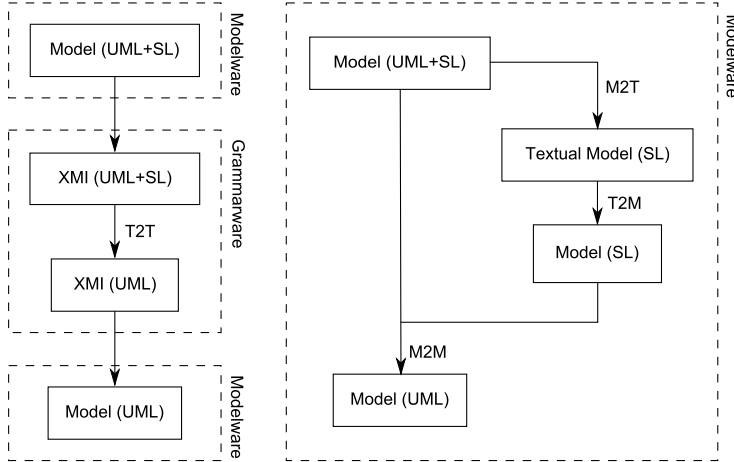 Model (UML+SL)
Modelware
XMI (UML+SL)
T2T
XMI (UML)
Grammarware
Model (UML)
Modelware
Model (UML+SL)
M2T
Textual Model (SL)
T2M
Model (SL)
M2M
Model (UML)
Modelware